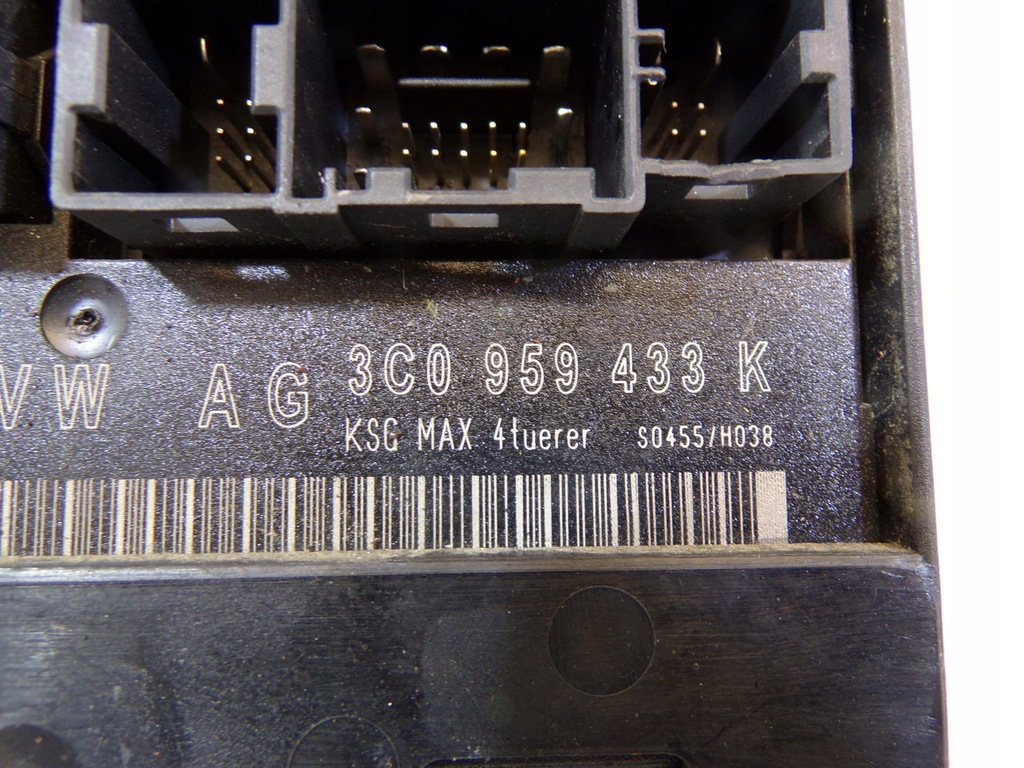 VW AG 3C0 959 433 K
KSG MAX 4tuerer S0455/H038